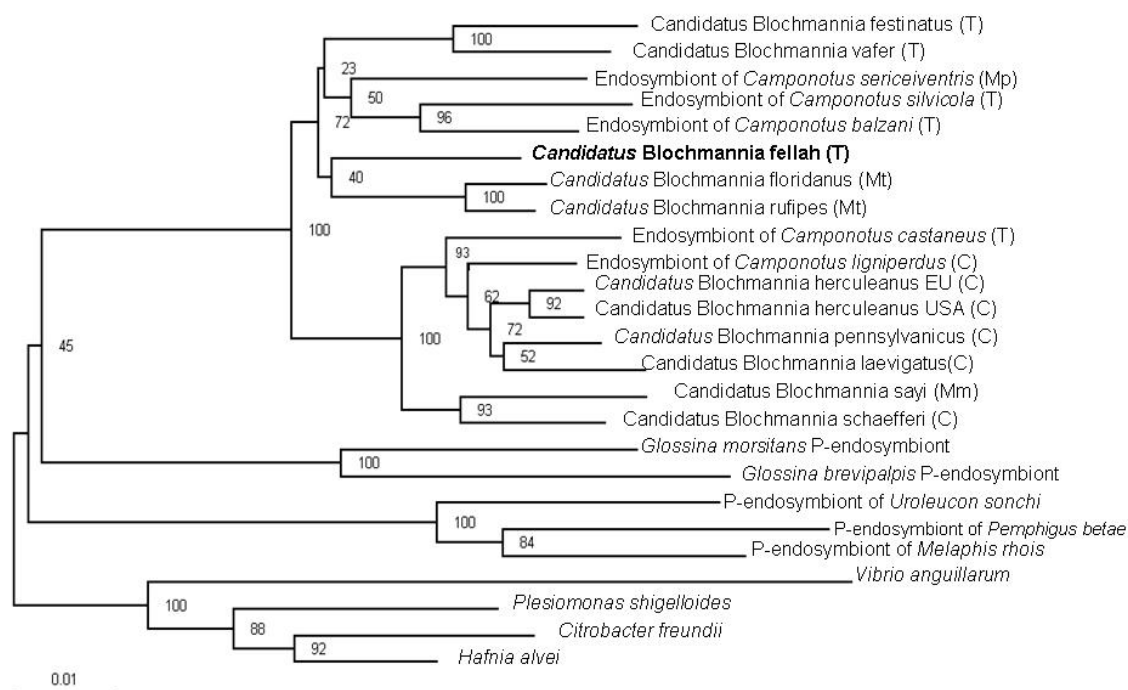 Candidatus Blochmannia festinatus (T)
100
Candidatus Blochmannia vafer (T)
23
Endosymbiont of Camponotus sericeiventris (Mp)
50
Endosymbiont of Camponotus silvicola (T)
72
96
Endosymbiont of Camponotus balzani (T)
Candidatus Blochmannia fellah (T)
40
Candidatus Blochmannia floridanus (Mt)
100
Candidatus Blochmannia rufipes (Mt)
100
Endosymbiont of Camponotus castaneus (T)
93
Endosymbiont of Camponotus ligniperdus (C)
Candidatus Blochmannia herculeanus EU (C)
62
92
Candidatus Blochmannia herculeanus USA (C)
72
100
Candidatus Blochmannia pennsylvanicus (C)
45
52
Candidatus Blochmannia laevigatus(C)
Candidatus Blochmannia sayi (Mm)
93
Candidatus Blochmannia schaefferi (C)
Glossina morsitans P-endosymbiont
100
Glossina brevipalpis P-endosymbiont
P-endosymbiont of Uroleucon sonchi
100
P-endosymbiont of Pemphigus betae
84
P-endosymbiont of Melaphis rhois
Vibrio anguillarum
100
Plesiomonas shigelloides
88
Citrobacter freundii
92
Hafnia alvei
0.01